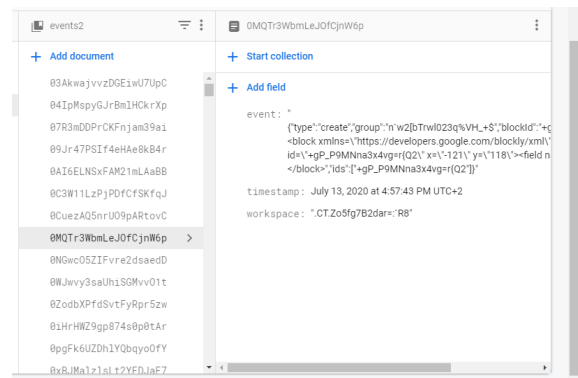 events2
0MQTr3WbmLeJOfCjnW6p
+ Add document
+ Start collection
03AkwajvvzDGEiwU7UpC
04IpMspyGJrBmlHCkrXp
07R3mDDPrCKFnjam39ai
09Jr47PSIf4eHAe8kB4r
0AI6ELNSxFAM21mLAaBB
0C3W11LzPjPDfCfSKfqJ
0CuezAQ5nrUO9pARtovC
0MQTr3WbmLeJOfCjnW6p
0NGwcO5ZIFvre2dsaedD
0WJwvy3saUhiSGMvvO1t
0ZodbXPfdSvtFyRpr5zw
0iHrHWZ9gp874s0p0tAr
0pgFk6UZDhlYQbqyoOfY
0xBJMalzlsLt2YEDJaE7
+ Add field
event: "
{"type":"create","group":"n`w2[bTrwl023q%VH_+$","blockId":"+g
<block xmlns=\"https://developers.google.com/blockly/xml\"
id=\"+gP_P9MNna3x4vg=r{Q2\" x=\"-121\" y=\"118\"><field n
</block>","ids":["+gP_P9MNna3x4vg=r{Q2"]}"
timestamp: July 13, 2020 at 4:57:43 PM UTC+2
workspace: ".CT.Zo5fg7B2dar=:`R8"